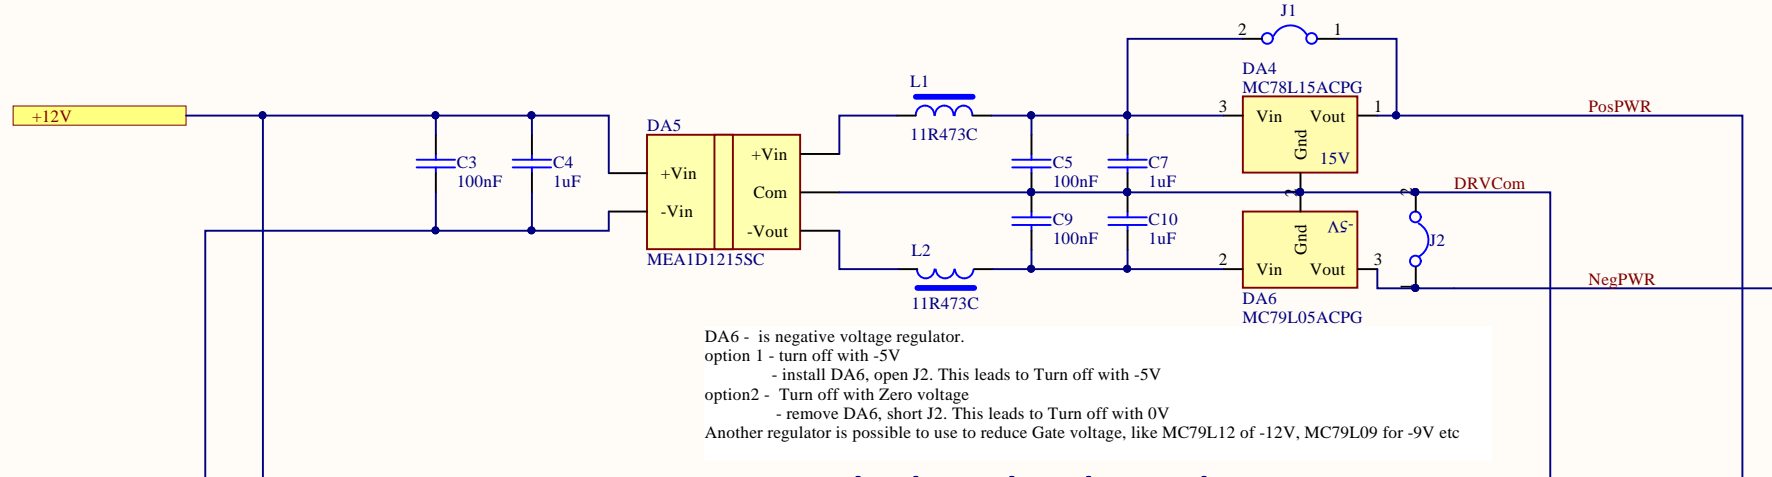 J1
2 1
DA4
MC78L15ACPG
L1
+12V
3 Vin Vout 1
PosPWR
DA5
11R473C
Gnd
15V
+Vin
+Vin
C3
100nF
C4
1uF
C5
100nF
C7
1uF
Com
2
2
DRVCom
-Vin
-Vout
C9
100nF
C10
1uF
Gnd
-5V
J2
MEA1D1215SC
L2
2 Vin Vout 3
1
NegPWR
11R473C
DA6
MC79L05ACPG
DA6 - is negative voltage regulator.
option 1 - turn off with -5V
- install DA6, open J2. This leads to Turn off with -5V
option2 - Turn off with Zero voltage
- remove DA6, short J2. This leads to Turn off with 0V
Another regulator is possible to use to reduce Gate voltage, like MC79L12 of -12V, MC79L09 for -9V etc